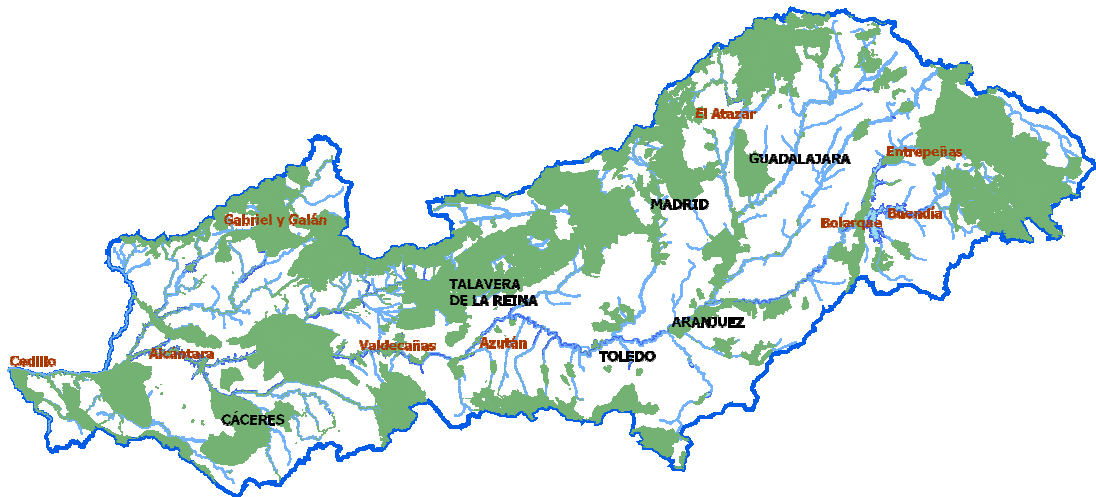 El Atazar
GUADALAJARA
Entrepeñas
MADRID
Gabriel y Galán
Bolarque
Buendía
TALAVERA
DE LA REINA
ARANJUEZ
Azután
Valdecañas
TOLEDO
Alcántara
Cedillo
CÁCERES